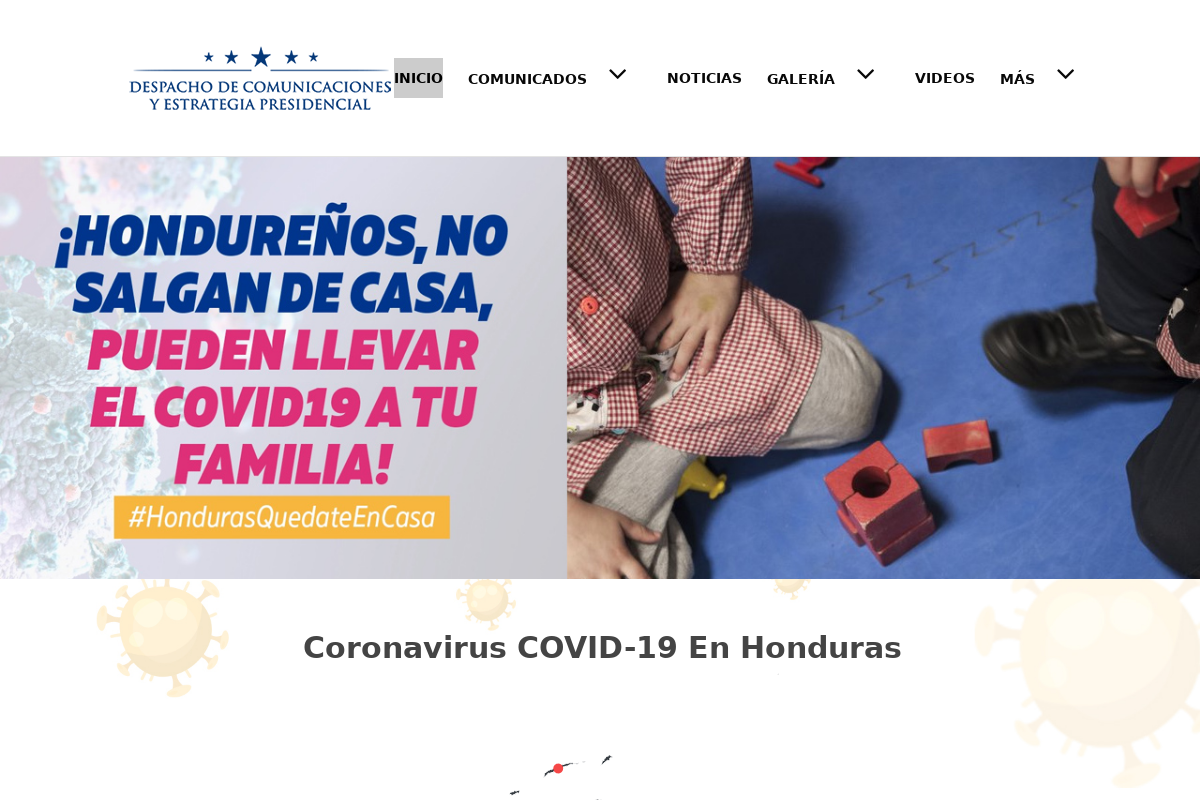 DESPACHO DE COMUNICACIONES
Y ESTRATEGIA PRESIDENCIAL
INICIO COMUNICADOS NOTICIAS GALERÍA VIDEOS MÁS
¡HONDUREÑOS, NO
SALGAN DE CASA,
PUEDEN LLEVAR
EL COVID19 A TU
FAMILIA!
#HondurasQuedateEnCasa
Coronavirus COVID-19 En Honduras